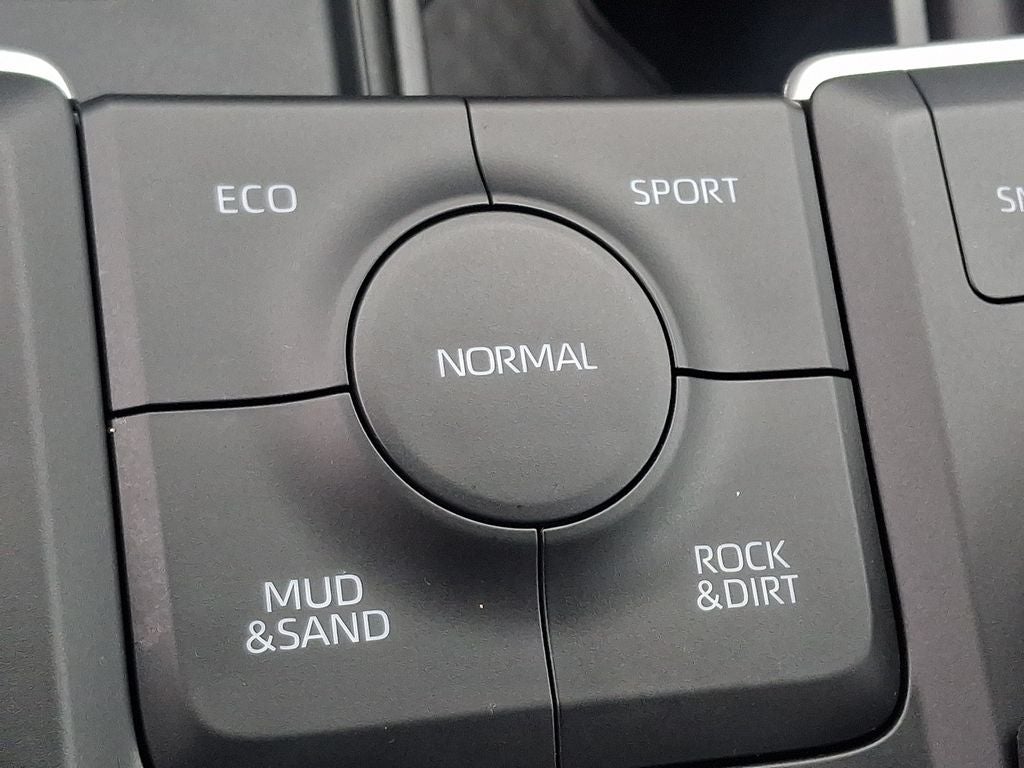 ECO
SPORT
NORMAL
MUD
&SAND
ROCK
&DIRT